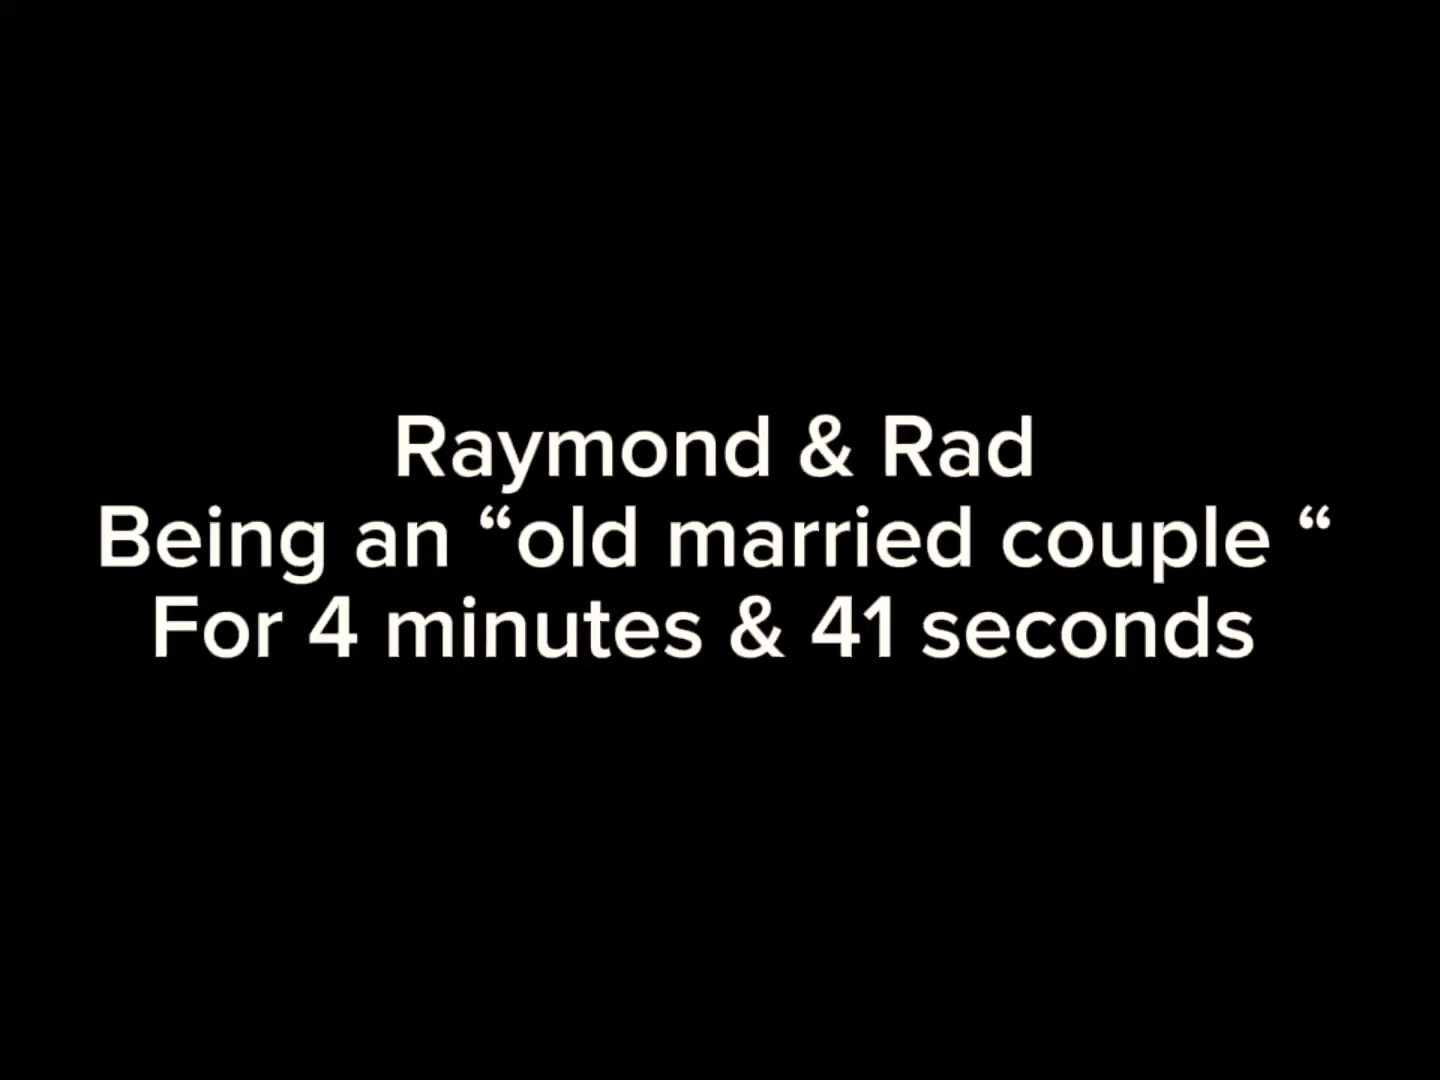 Raymond & Rad
Being an “old married couple “
For 4 minutes & 41 seconds